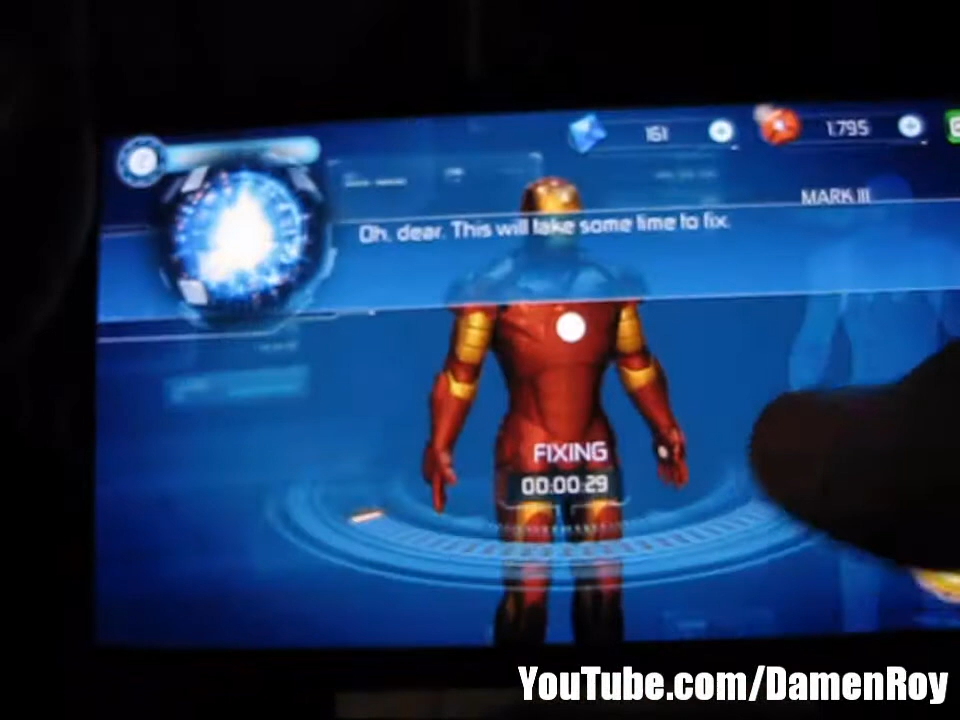 161
1,795
MARK III
Oh, dear. This will take some time to fix.
FIXING
00:00:29
YouTube.com/DamenRoy